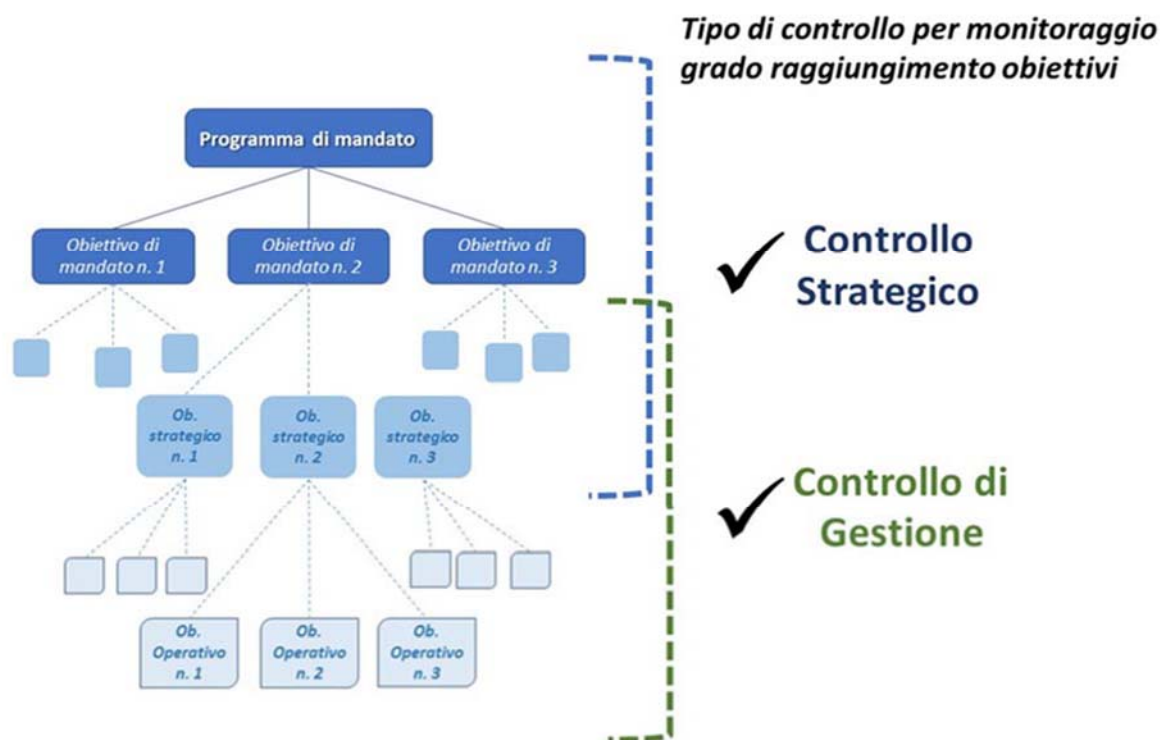 Tipo di controllo per monitoraggio
grado raggiungimento obiettivi
Programma di mandato
Obiettivo di
mandato n. 1
Obiettivo di
mandato n. 2
Obiettivo di
mandato n. 3
Controllo
Strategico
Ob.
strategico
n. 1
Ob.
strategico
n. 2
Ob.
strategico
n. 3
Controllo di
Gestione
Ob.
Operativo
n. 1
Ob.
Operativo
n. 2
Ob.
Operativo
n. 3